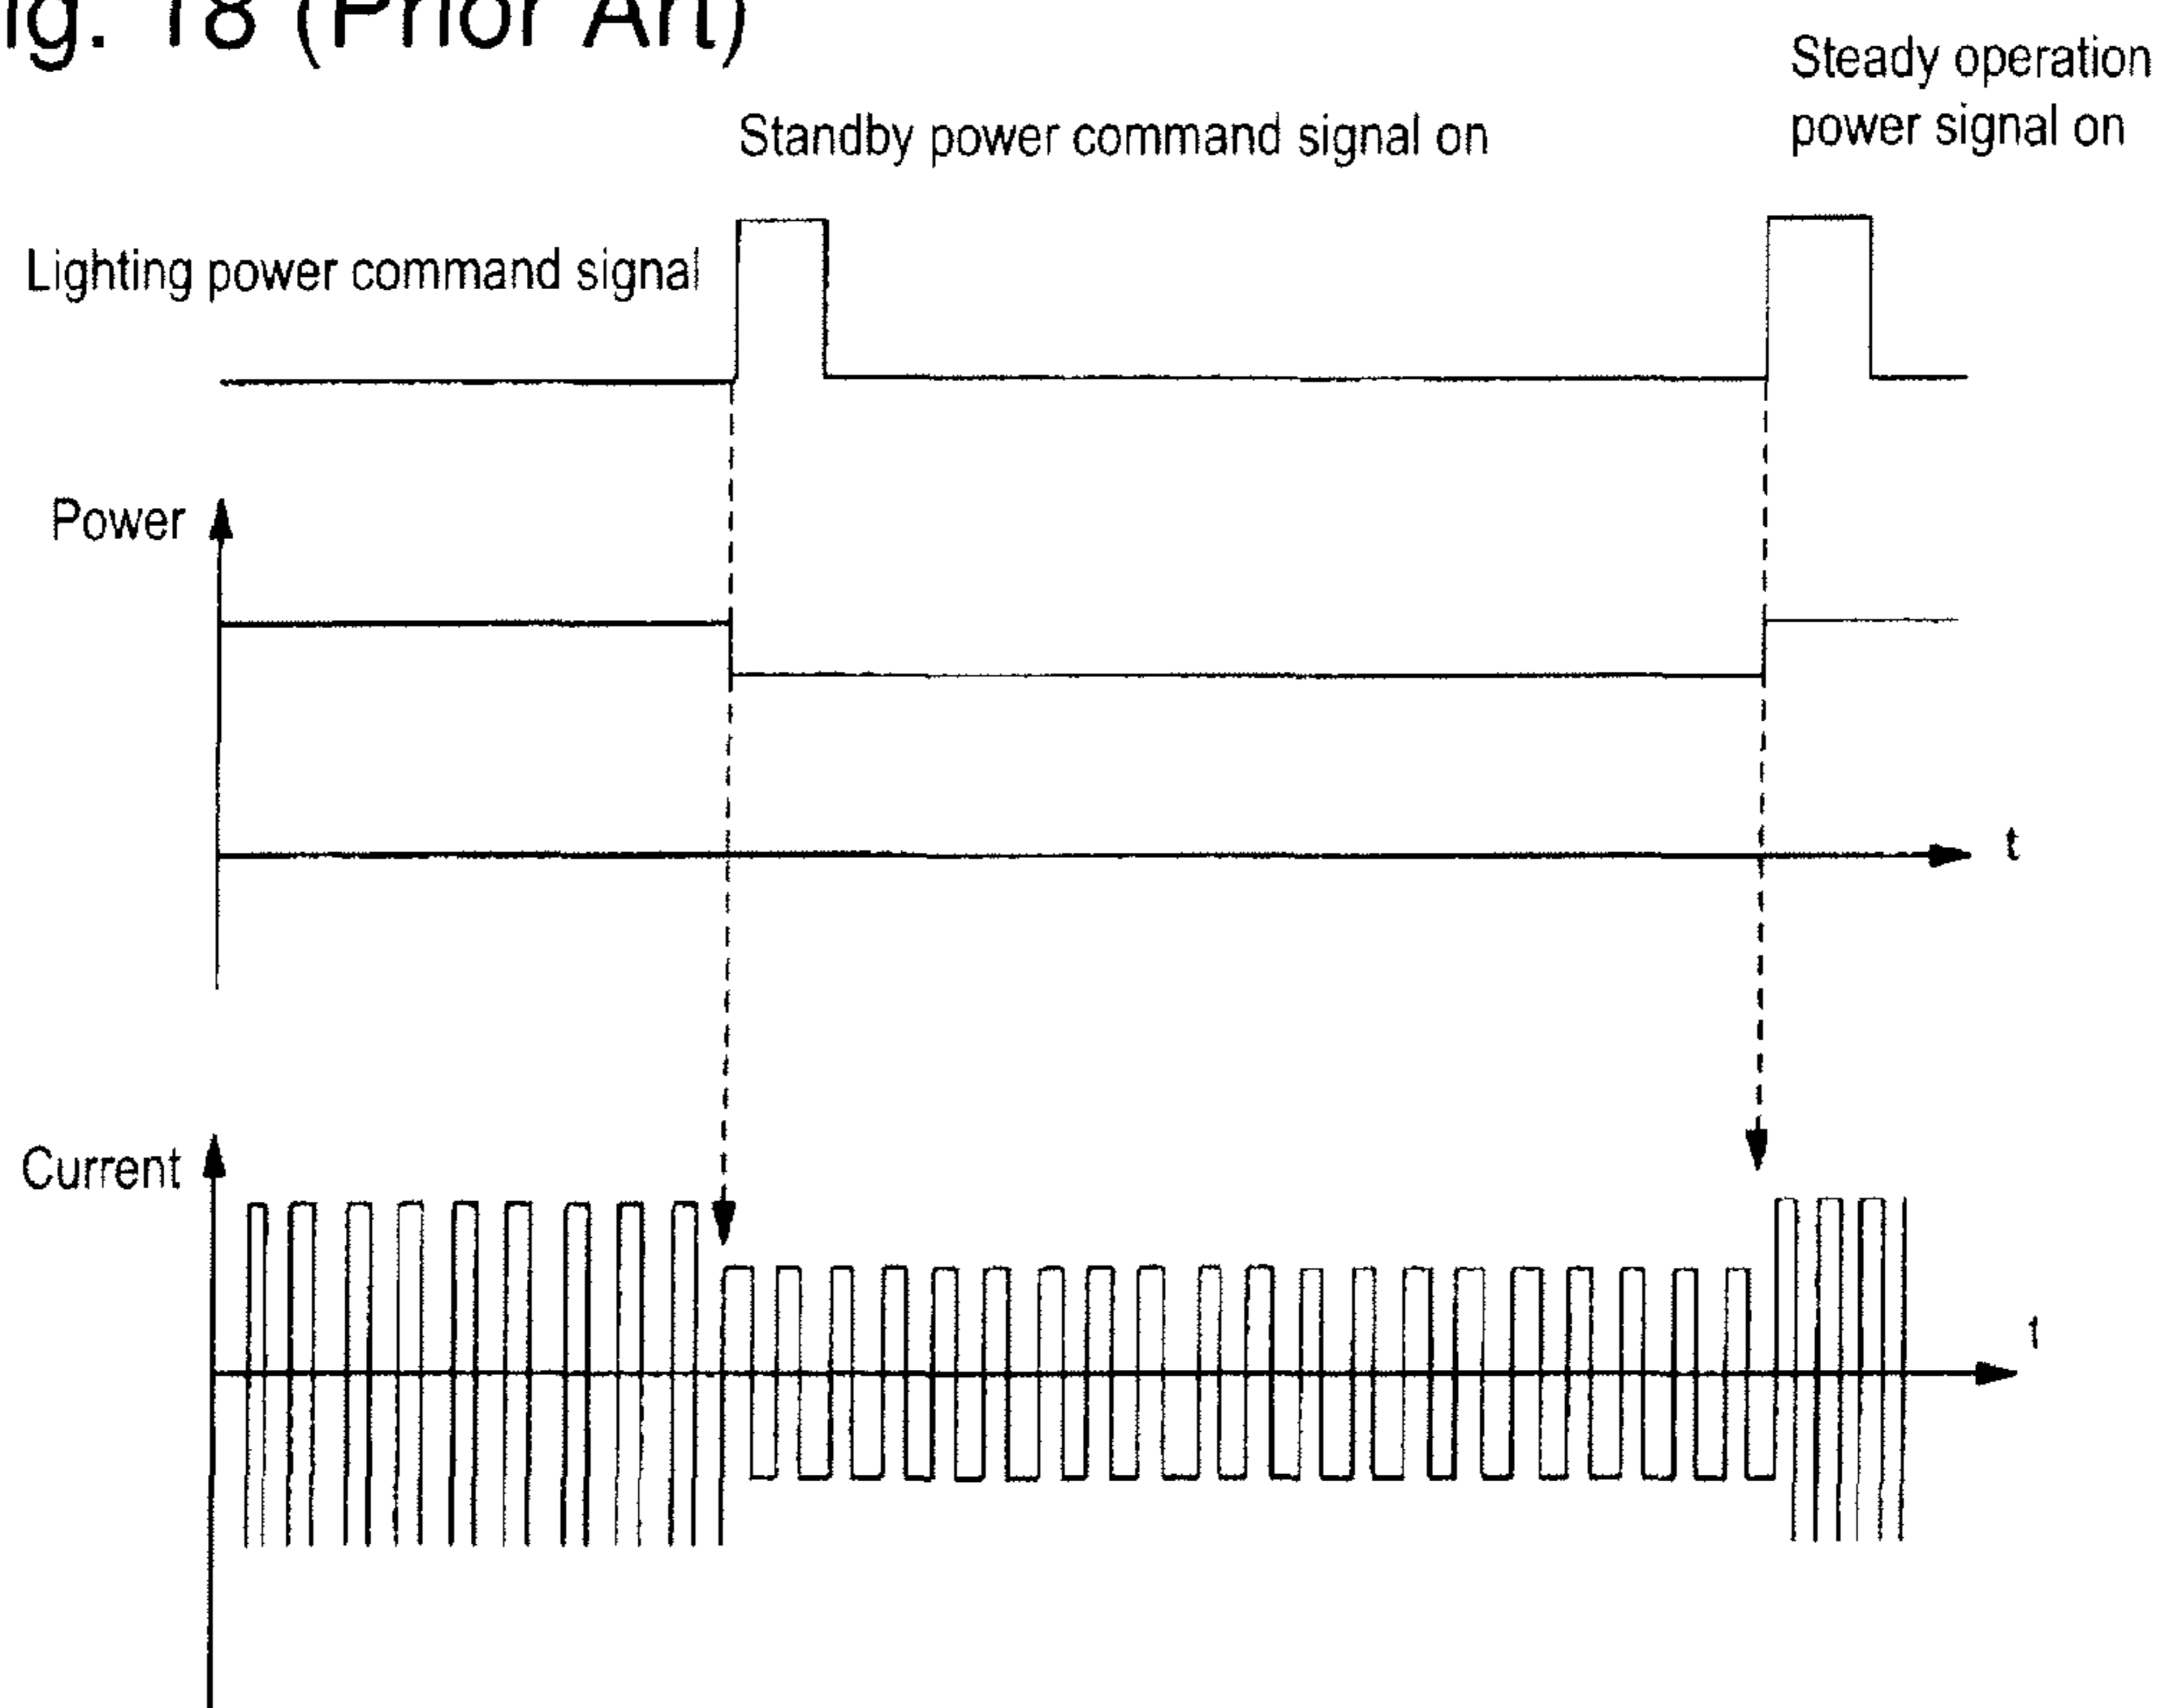 ig. 18 (Prior Art)
Steady operation
power signal on
Standby power command signal on
Lighting power command signal
Power
t
Current
t